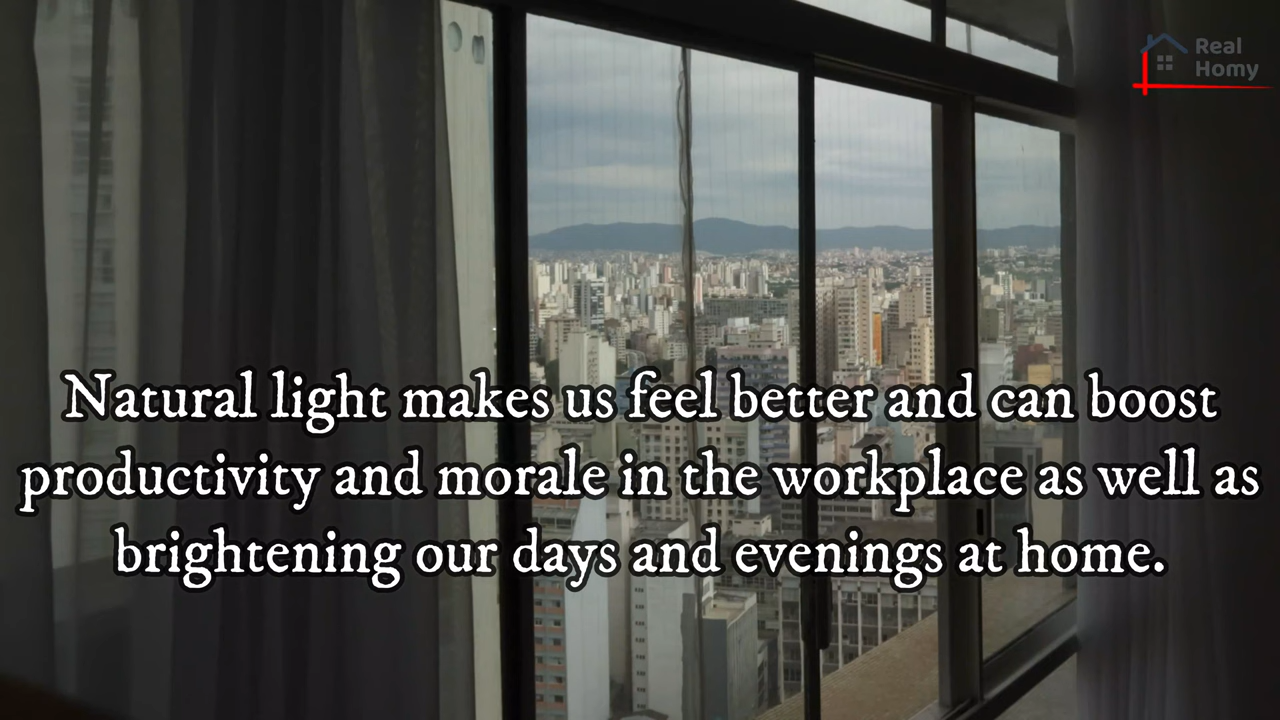 Real
Homy
Natural light makes us feel better and can boost
productivity and morale in the workplace as well as
brightening our days and evenings at home.